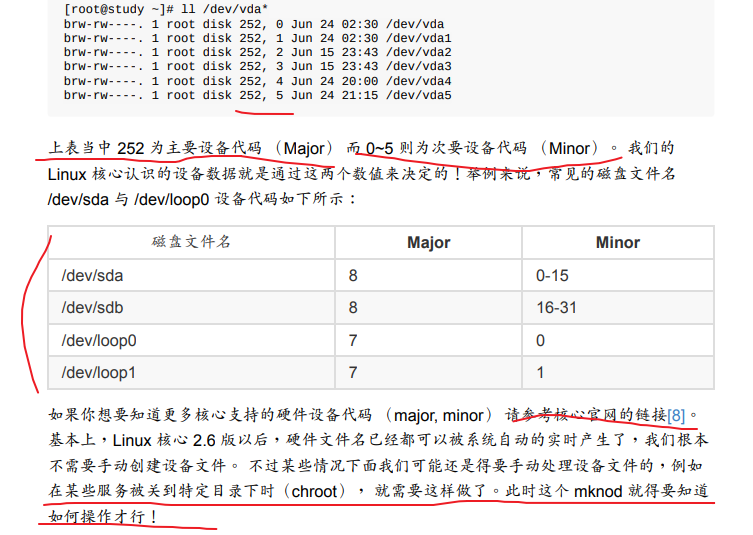 [root@study ~]# ll /dev/vda*
brw-rw----. 1 root disk 252, 0 Jun 24 02:30 /dev/vda
brw-rw----. 1 root disk 252, 1 Jun 24 02:30 /dev/vda1
brw-rw----. 1 root disk 252, 2 Jun 15 23:43 /dev/vda2
brw-rw----. 1 root disk 252, 3 Jun 15 23:43 /dev/vda3
brw-rw----. 1 root disk 252, 4 Jun 24 20:00 /dev/vda4
brw-rw----. 1 root disk 252, 5 Jun 24 21:15 /dev/vda5
上表当中 252 为主要设备代码 （Major） 而 0~5 则为次要设备代码 （Minor）。 我们的
Linux 核心认识的设备数据就是通过这两个数值来决定的！举例来说，常见的磁盘文件名
/dev/sda 与 /dev/loop0 设备代码如下所示：
磁盘文件名 Major Minor
/dev/sda 8 0-15
/dev/sdb 8 16-31
/dev/loop0 7 0
/dev/loop1 7 1
如果你想要知道更多核心支持的硬件设备代码 （major, minor） 请参考核心官网的链接[8]。
基本上，Linux 核心 2.6 版以后，硬件文件名已经都可以被系统自动的实时产生了，我们根本
不需要手动创建设备文件。 不过某些情况下面我们可能还是得要手动处理设备文件的，例如
在某些服务被关到特定目录下时（chroot）， 就需要这样做了。此时这个 mknod 就得要知道
如何操作才行！